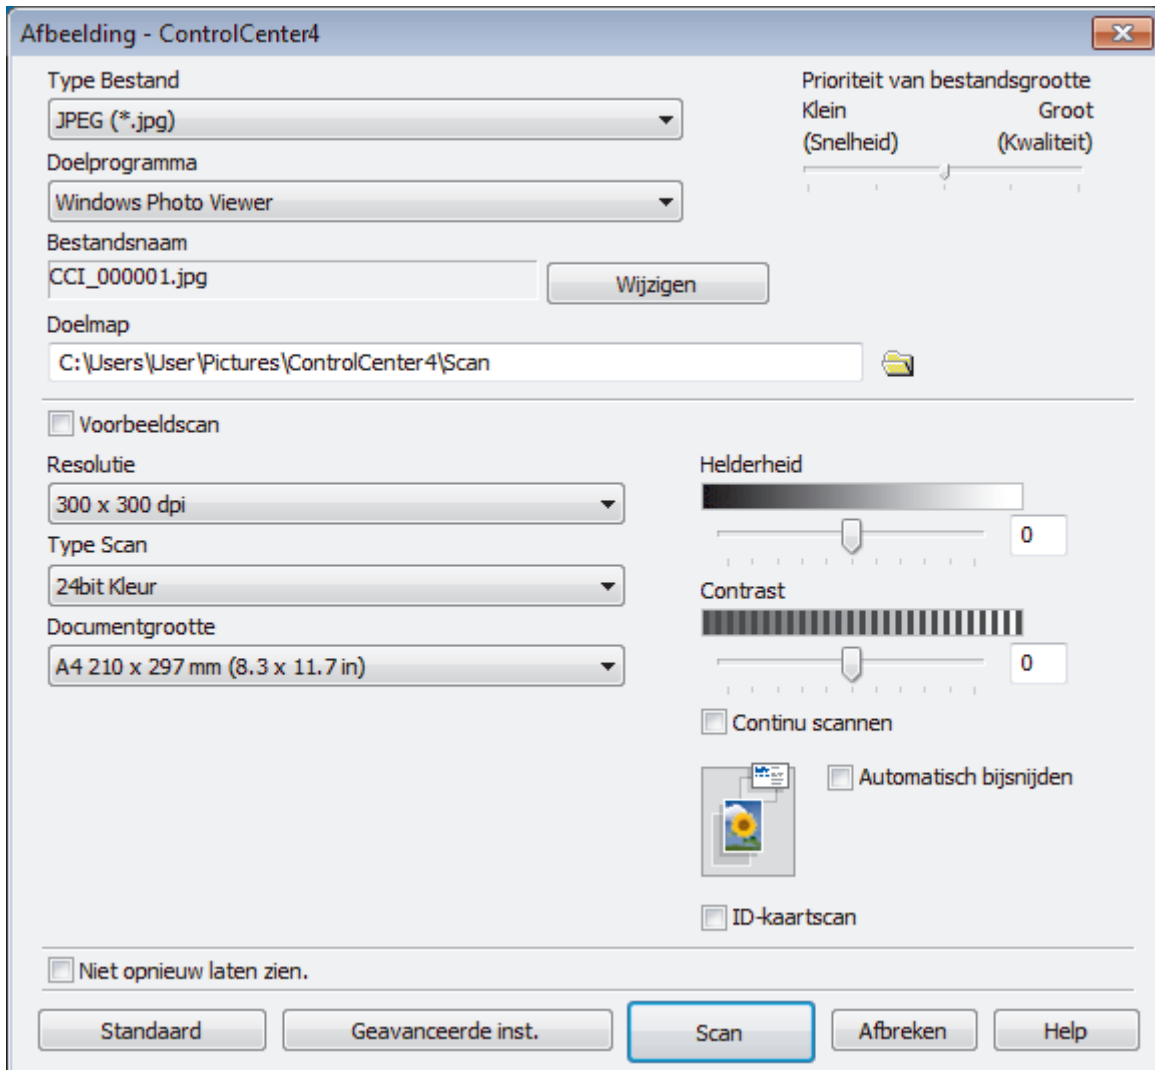 Afbeelding - ControlCenter4
Type Bestand
JPEG (*.jpg)
Doelprogramma
Windows Photo Viewer
Bestandsnaam
CCI_000001.jpg
Wijzigen
Doelmap
C:\Users\User\Pictures\ControlCenter4\Scan
Prioriteit van bestandsgrootte
Klein Groot
(Snelheid) (Kwaliteit)
Voorbeeldscan
Resolutie
300 x 300 dpi
Type Scan
24bit Kleur
Documentgrootte
A4 210 x 297 mm (8.3 x 11.7 in)
Helderheid
0
Contrast
0
Continu scannen
Automatisch bijsnijden
ID-kaartscan
Niet opnieuw laten zien.
Standaard
Geavanceerde inst.
Scan
Afbreken
Help